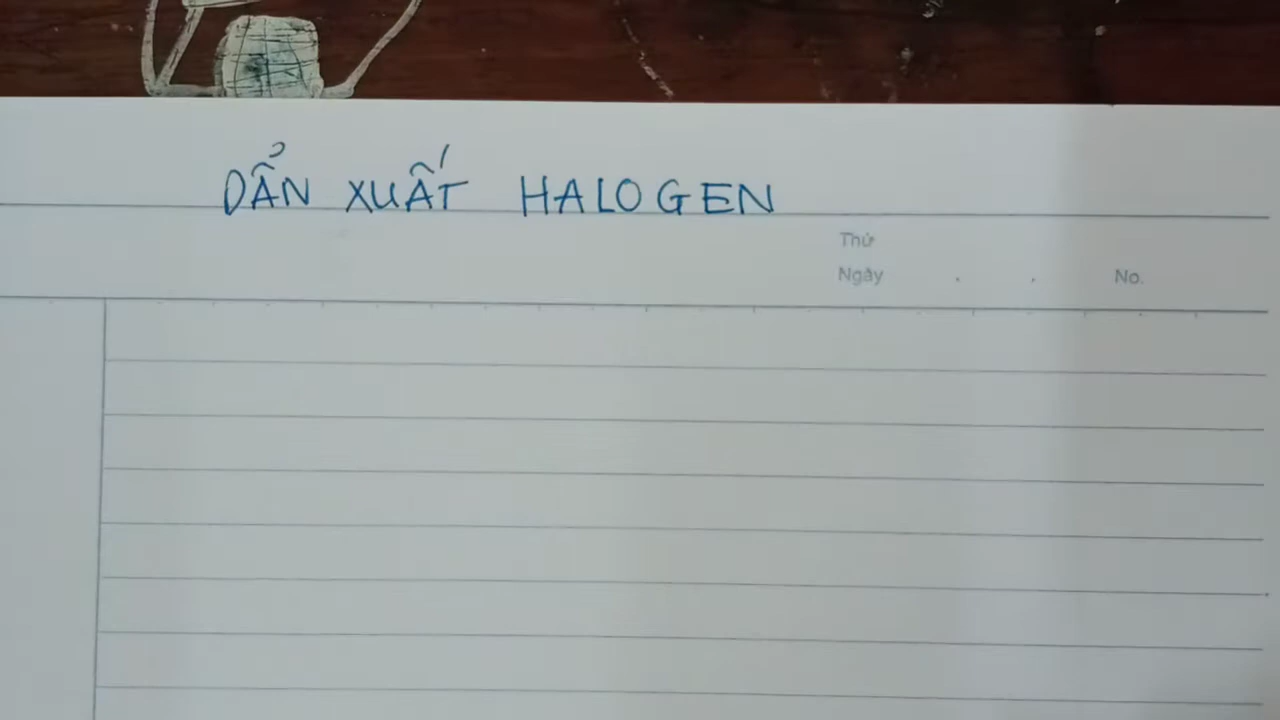 DẨN XUẤT HALOGEN
Thứ
Ngày . . No.